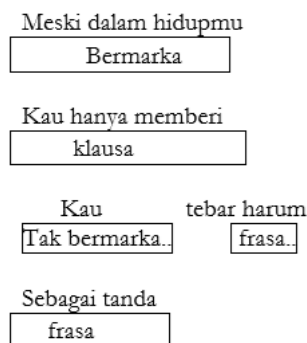 Meski dalam hidupmu
Bermarka
Kau hanya memberi
klausa
Kau tebar harum
Tak bermarka.. frasa..
Sebagai tanda
frasa